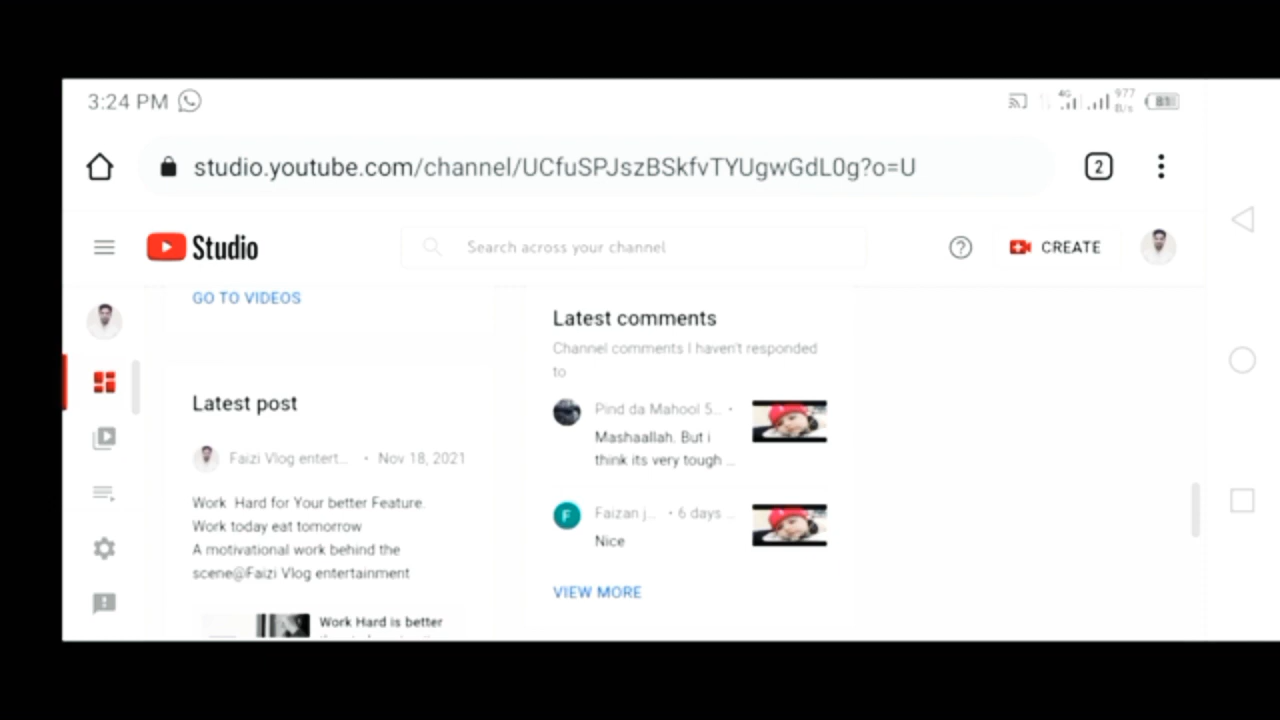 3:24 PM
4G
977
B/s
81
studio.youtube.com/channel/UCfuSPJszBSkfvTYUgwGdL0g?o=U
2
Studio
Search across your channel
CREATE
GO TO VIDEOS
Latest post
Faizi Vlog entert... • Nov 18, 2021
Work Hard for Your better Feature.
Work today eat tomorrow
A motivational work behind the
scene@Faizi Vlog entertainment
Work Hard is better
Latest comments
Channel comments I haven't responded
to
Pind da Mahool 5... •
Mashaallah. But i
think its very tough ...
F
Faizan j... • 6 days ...
Nice
VIEW MORE